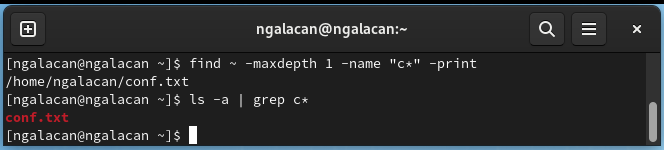 ngalacan@ngalacan:~
[ngalacan@ngalacan ~]$ find ~ -maxdepth 1 -name "c*" -print
/home/ngalacan/conf.txt
[ngalacan@ngalacan ~]$ ls -a | grep c*
conf.txt
[ngalacan@ngalacan ~]$